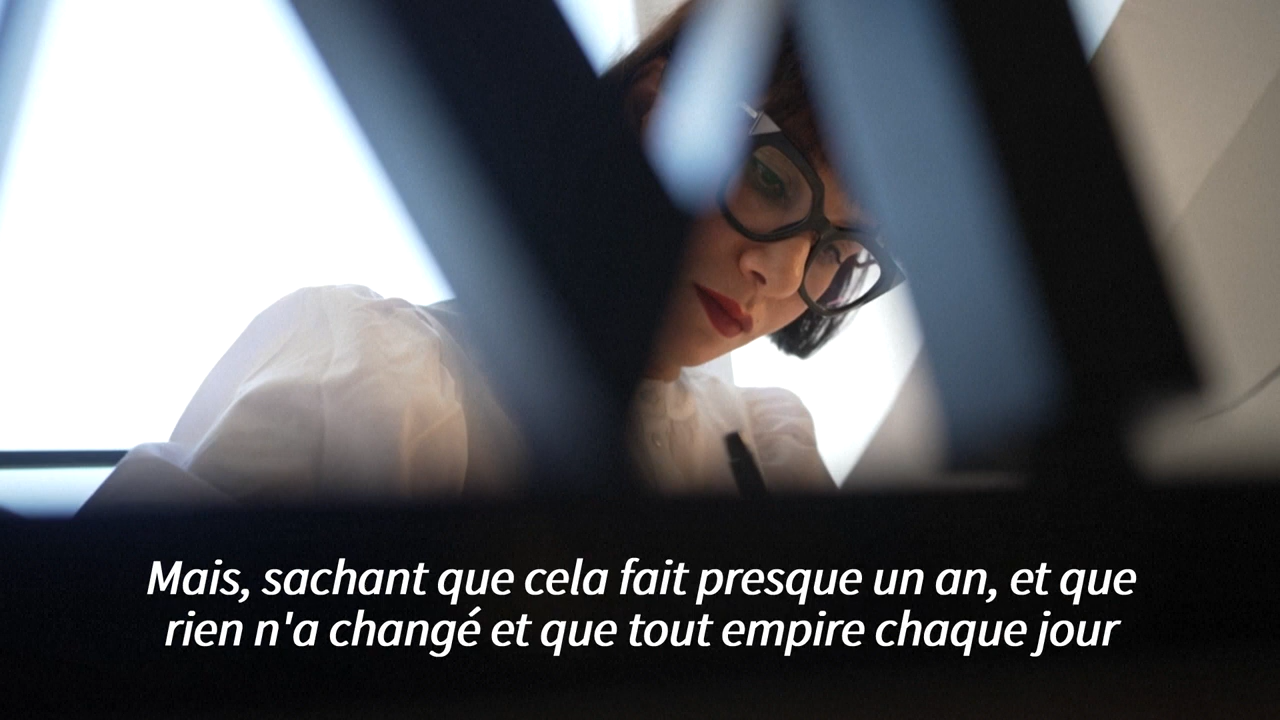 Mais, sachant que cela fait presque un an, et que
rien n'a changé et que tout empire chaque jour